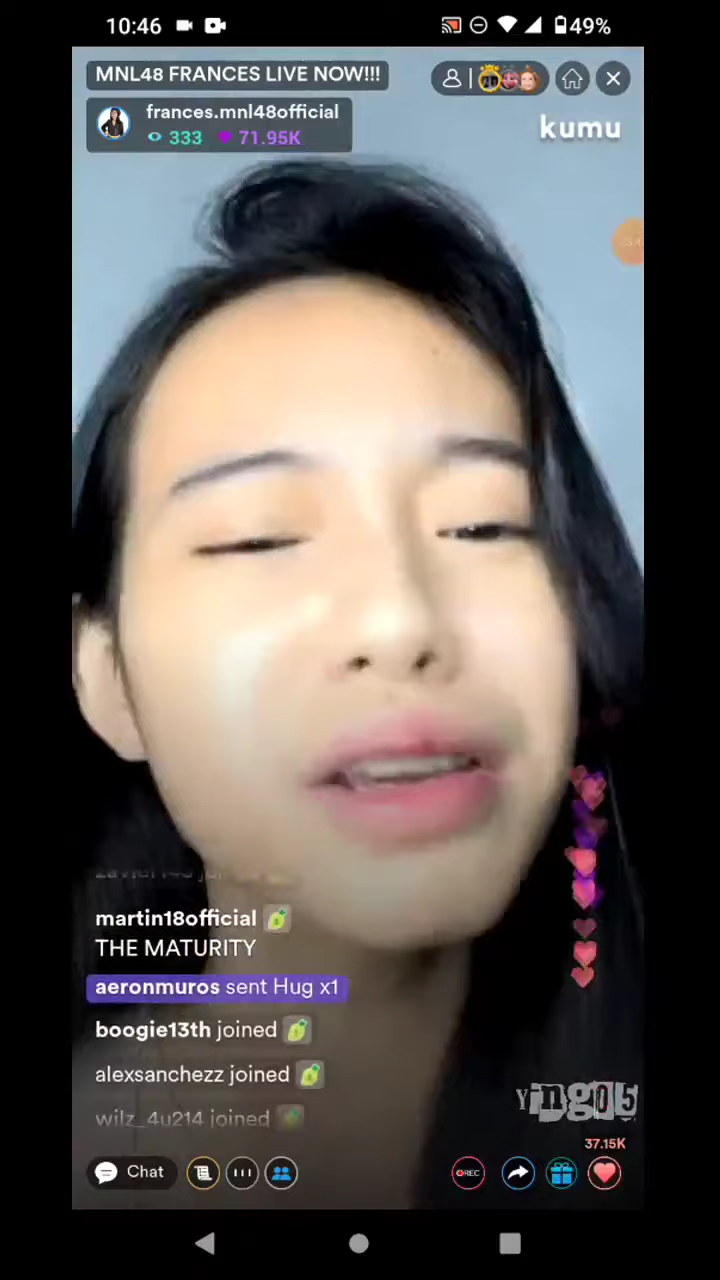 10:46
49%
MNL48 FRANCES LIVE NOW!!!
frances.mnl48official
333 71.95K
kumu
martin18official
THE MATURITY
aeronmuros sent Hug x1
boogie13th joined
alexsanchezz joined
wilz_4u214 joined
Yingo5
37.15K
Chat
REC